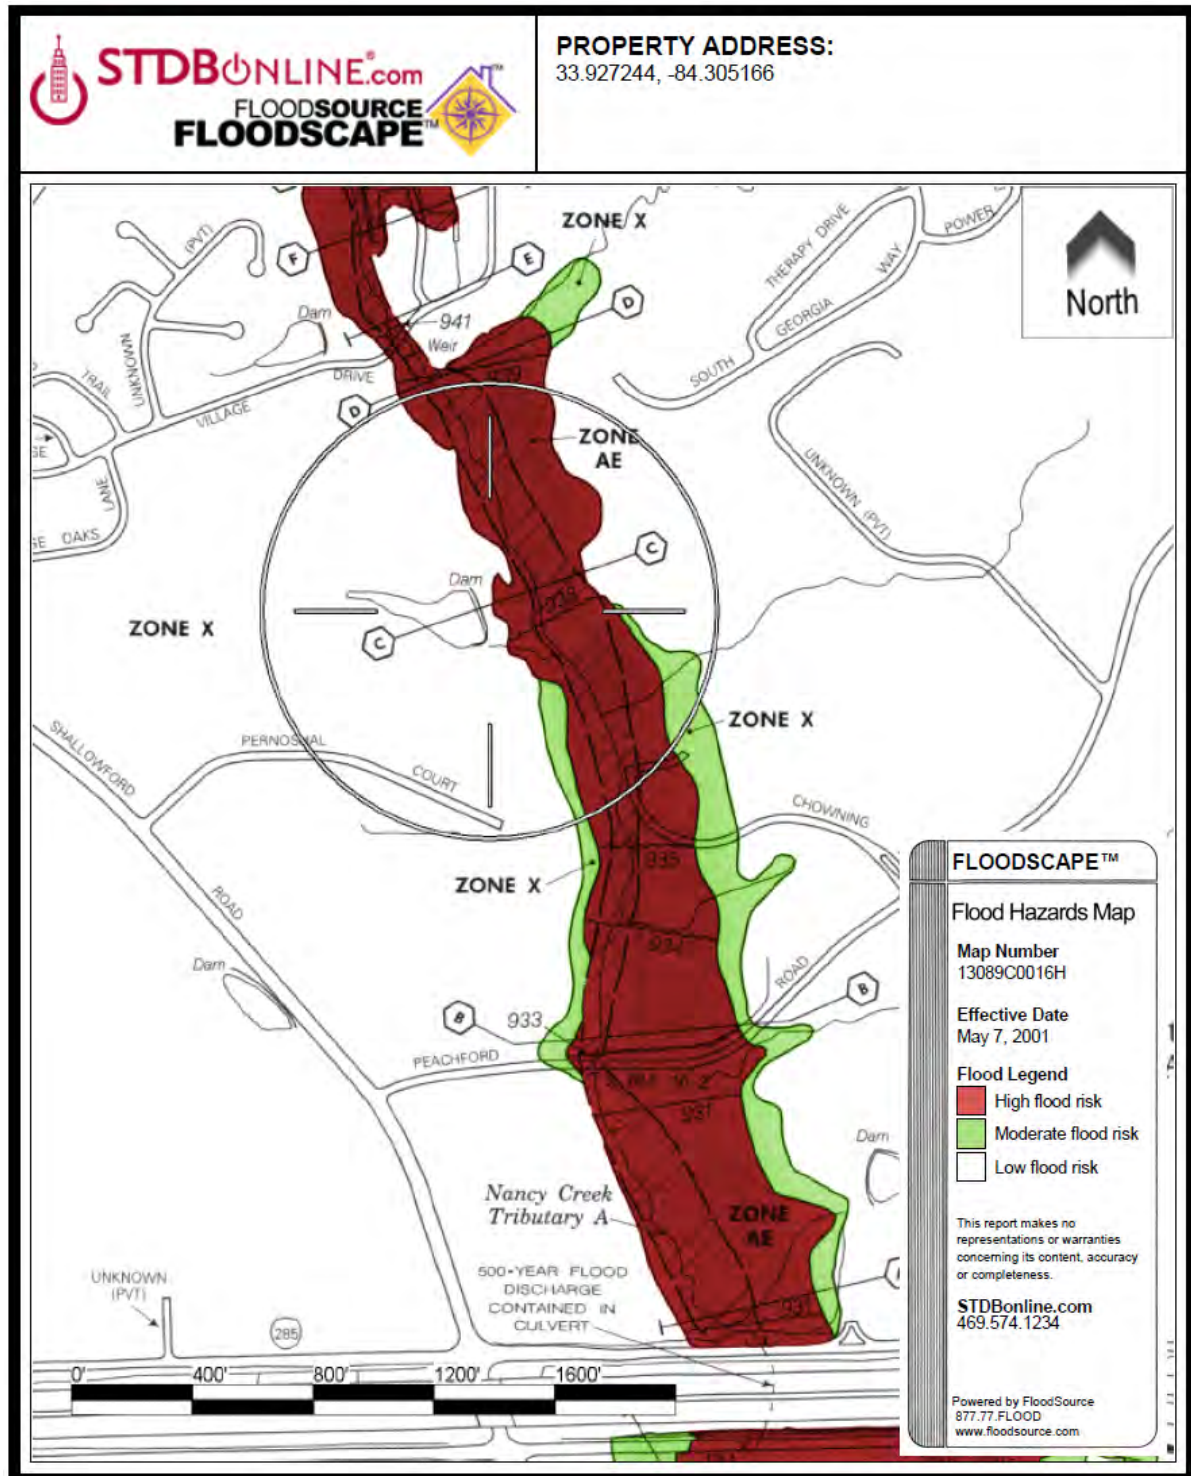 STDBONLINE.com®
FLOODSOURCE
FLOODSCAPE™
PROPERTY ADDRESS:
33.927244, -84.305166
ZONE X
(PVT)
F
E
D
THERAPY DRIVE
POWER
WAY
GEORGIA
SOUTH
North
Dam
941
Weir
UNKNOWN
TRAIL
DRIVE
939
VILLAGE
D
ZONE
AE
LANE
OAKS
UNKNOWN (PVT)
C
Dam
938
ZONE X
C
ZONE X
SHALLOWFORD
PERNOSHAL
COURT
CHOWNING
935
ZONE X
ROAD
934
Dam
ROAD
B
B
933
PEACHFORD
931
Dam
Nancy Creek
Tributary A
ZONE
AE
UNKNOWN
(PVT)
500-YEAR FLOOD
DISCHARGE
CONTAINED IN
CULVERT
285
0' 400' 800' 1200' 1600'
FLOODSCAPE™
Flood Hazards Map
Map Number
13089C0016H
Effective Date
May 7, 2001
Flood Legend
High flood risk
Moderate flood risk
Low flood risk
This report makes no
representations or warranties
concerning its content, accuracy
or completeness.
STDBonline.com
469.574.1234
Powered by FloodSource
877.77.FLOOD
www.floodsource.com